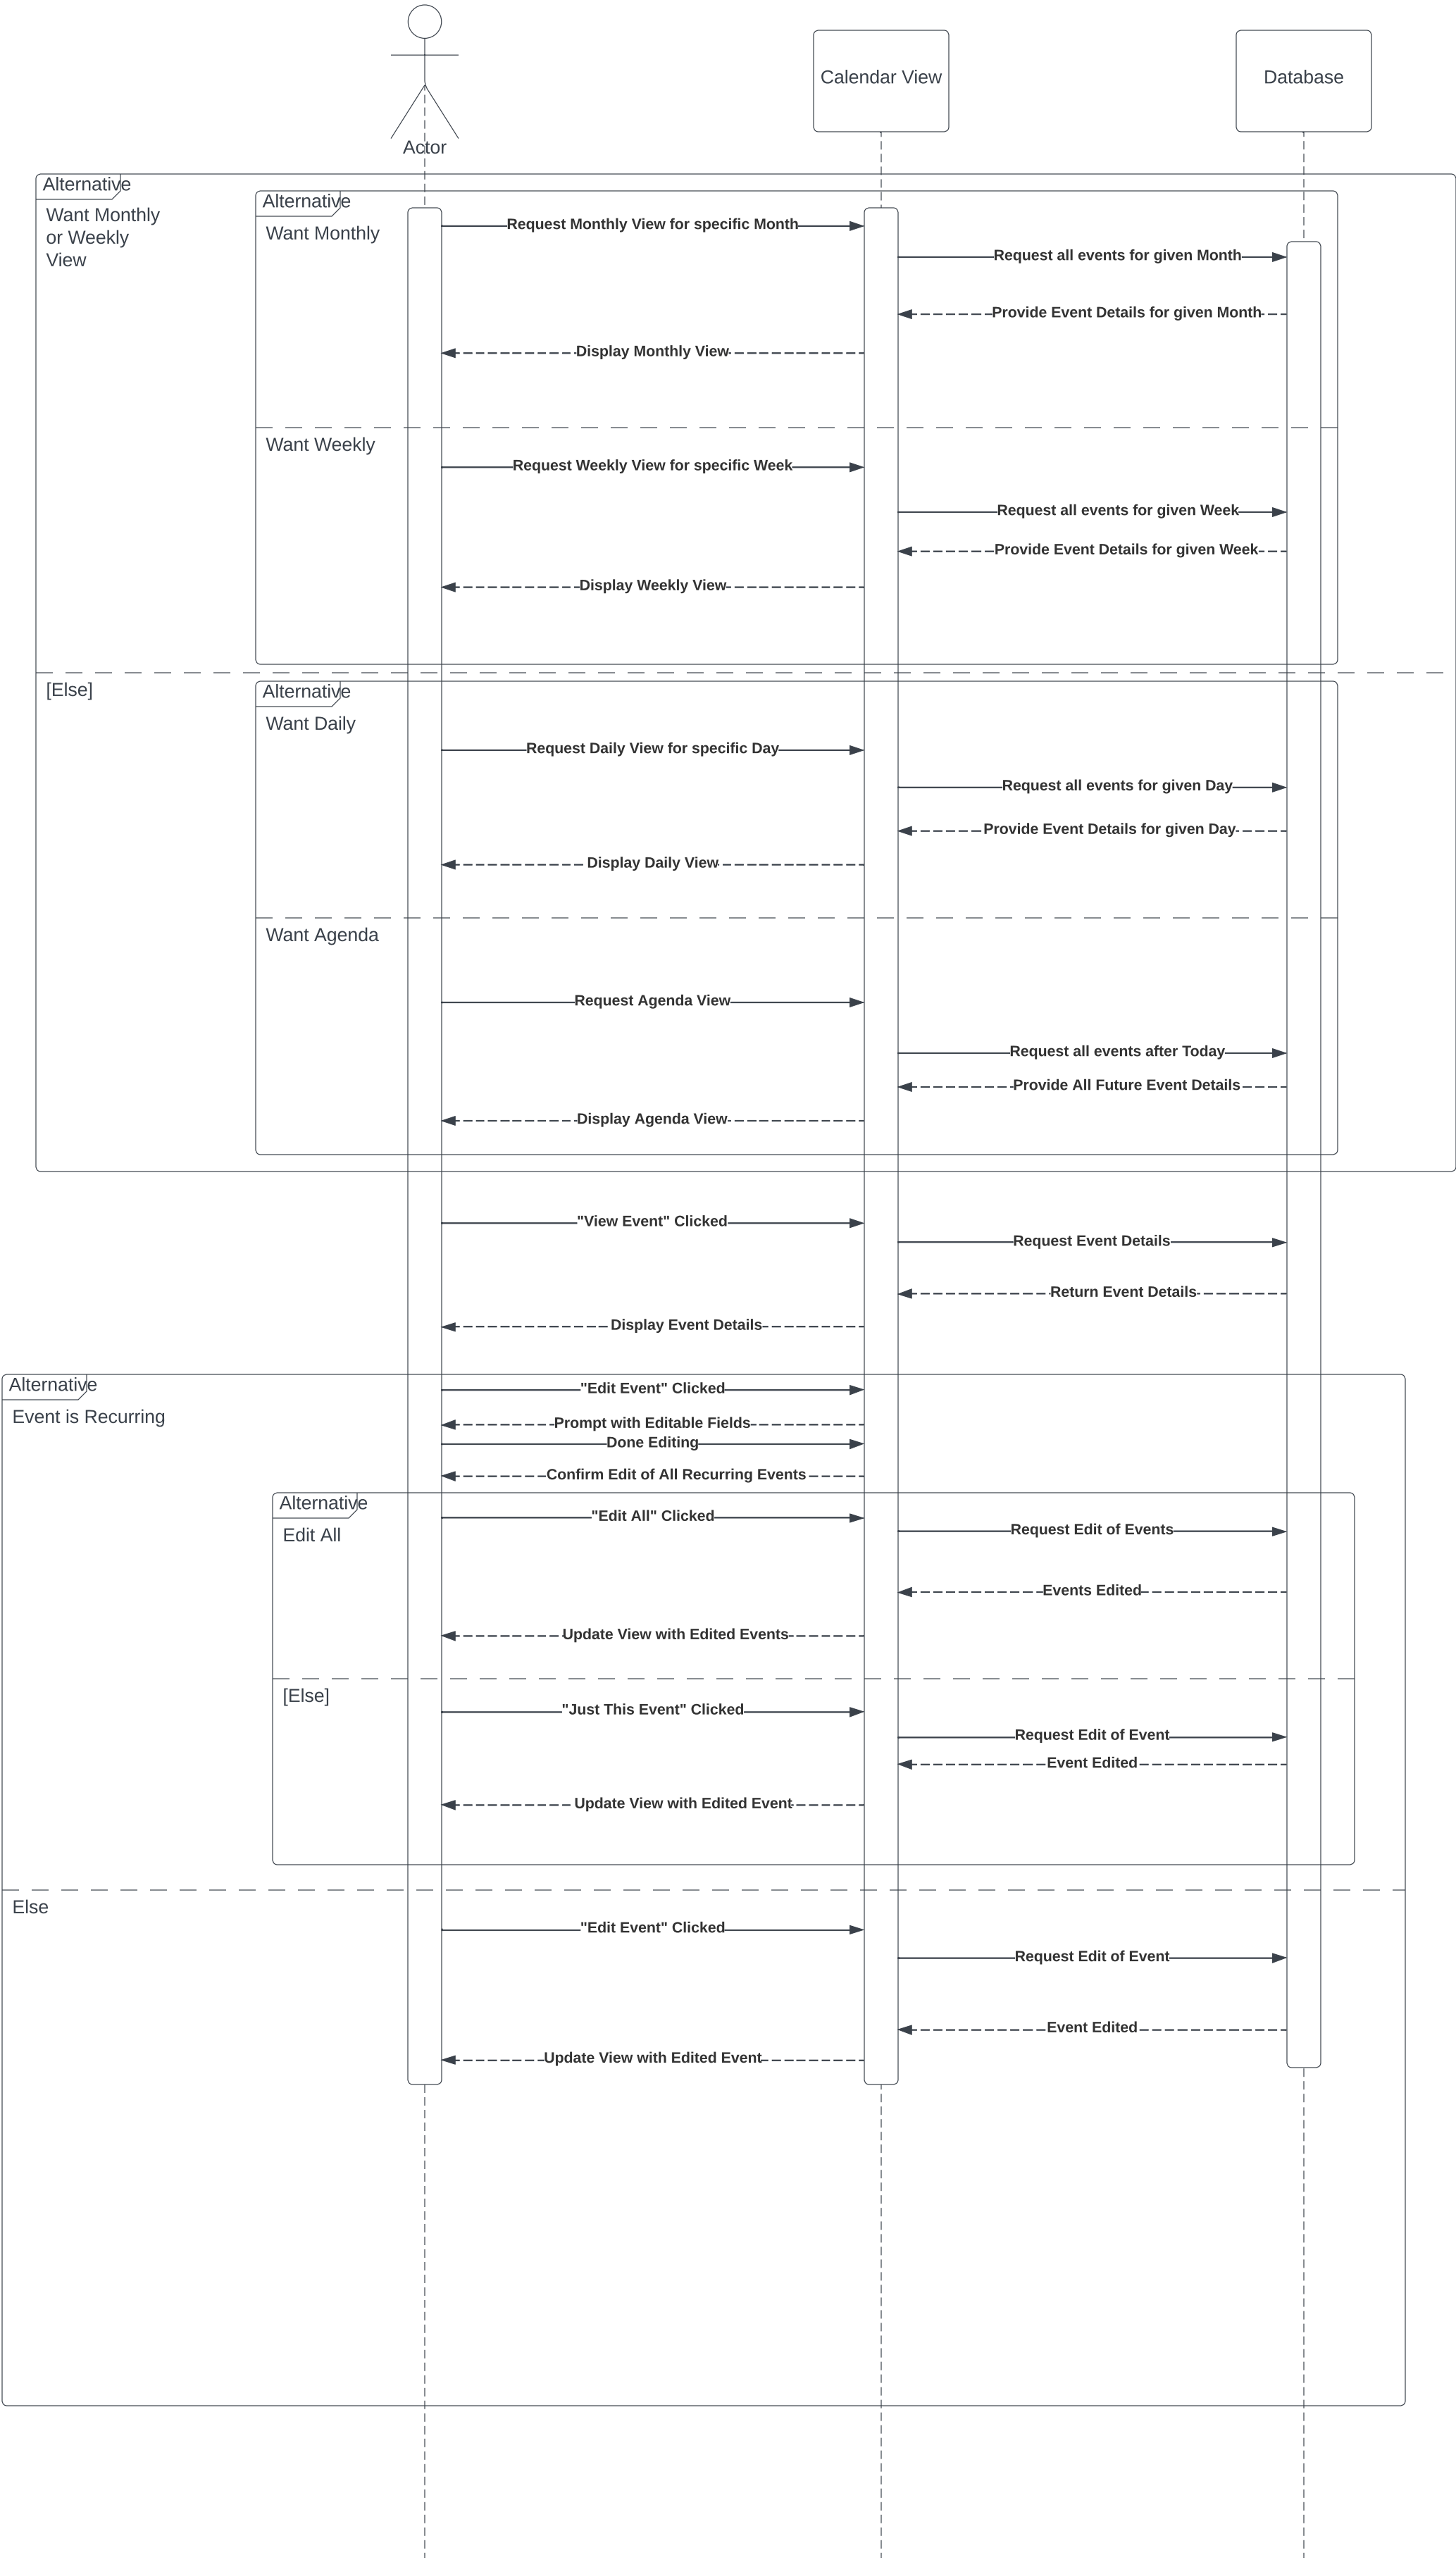 Calendar View
Database
Actor
Alternative
Alternative
Want Monthly
or Weekly
View
Want Monthly
Request Monthly View for specific Month
Request all events for given Month
Provide Event Details for given Month
Display Monthly View
Want Weekly
Request Weekly View for specific Week
Request all events for given Week
Provide Event Details for given Week
Display Weekly View
[Else]
Alternative
Want Daily
Request Daily View for specific Day
Request all events for given Day
Provide Event Details for given Day
Display Daily View
Want Agenda
Request Agenda View
Request all events after Today
Provide All Future Event Details
Display Agenda View
"View Event" Clicked
Request Event Details
Return Event Details
Display Event Details
Alternative
"Edit Event" Clicked
Event is Recurring
Prompt with Editable Fields
Done Editing
Confirm Edit of All Recurring Events
Alternative
"Edit All" Clicked
Edit All
Request Edit of Events
Events Edited
Update View with Edited Events
[Else]
"Just This Event" Clicked
Request Edit of Event
Event Edited
Update View with Edited Event
Else
"Edit Event" Clicked
Request Edit of Event
Event Edited
Update View with Edited Event